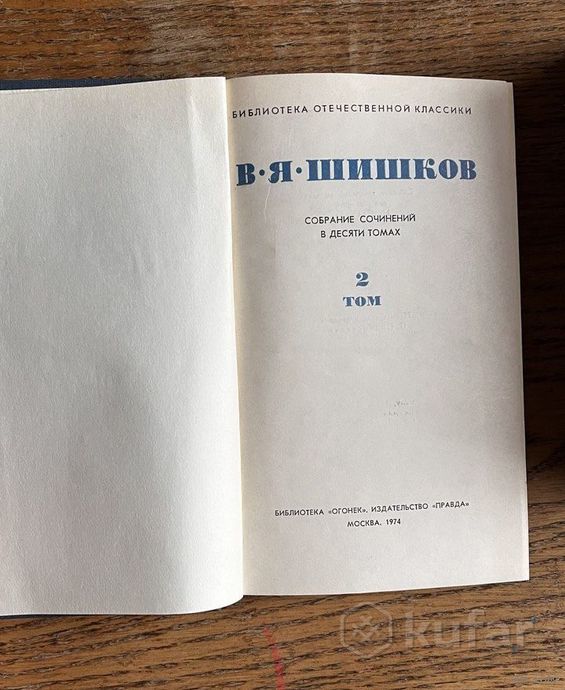 БИБЛИОТЕКА ОТЕЧЕСТВЕННОЙ КЛАССИКИ
В·Я·ШИШКОВ
СОБРАНИЕ СОЧИНЕНИЙ
В ДЕСЯТИ ТОМАХ
2
ТОМ
БИБЛИОТЕКА «ОГОНЕК», ИЗДАТЕЛЬСТВО «ПРАВДА»
МОСКВА. 1974
kufar